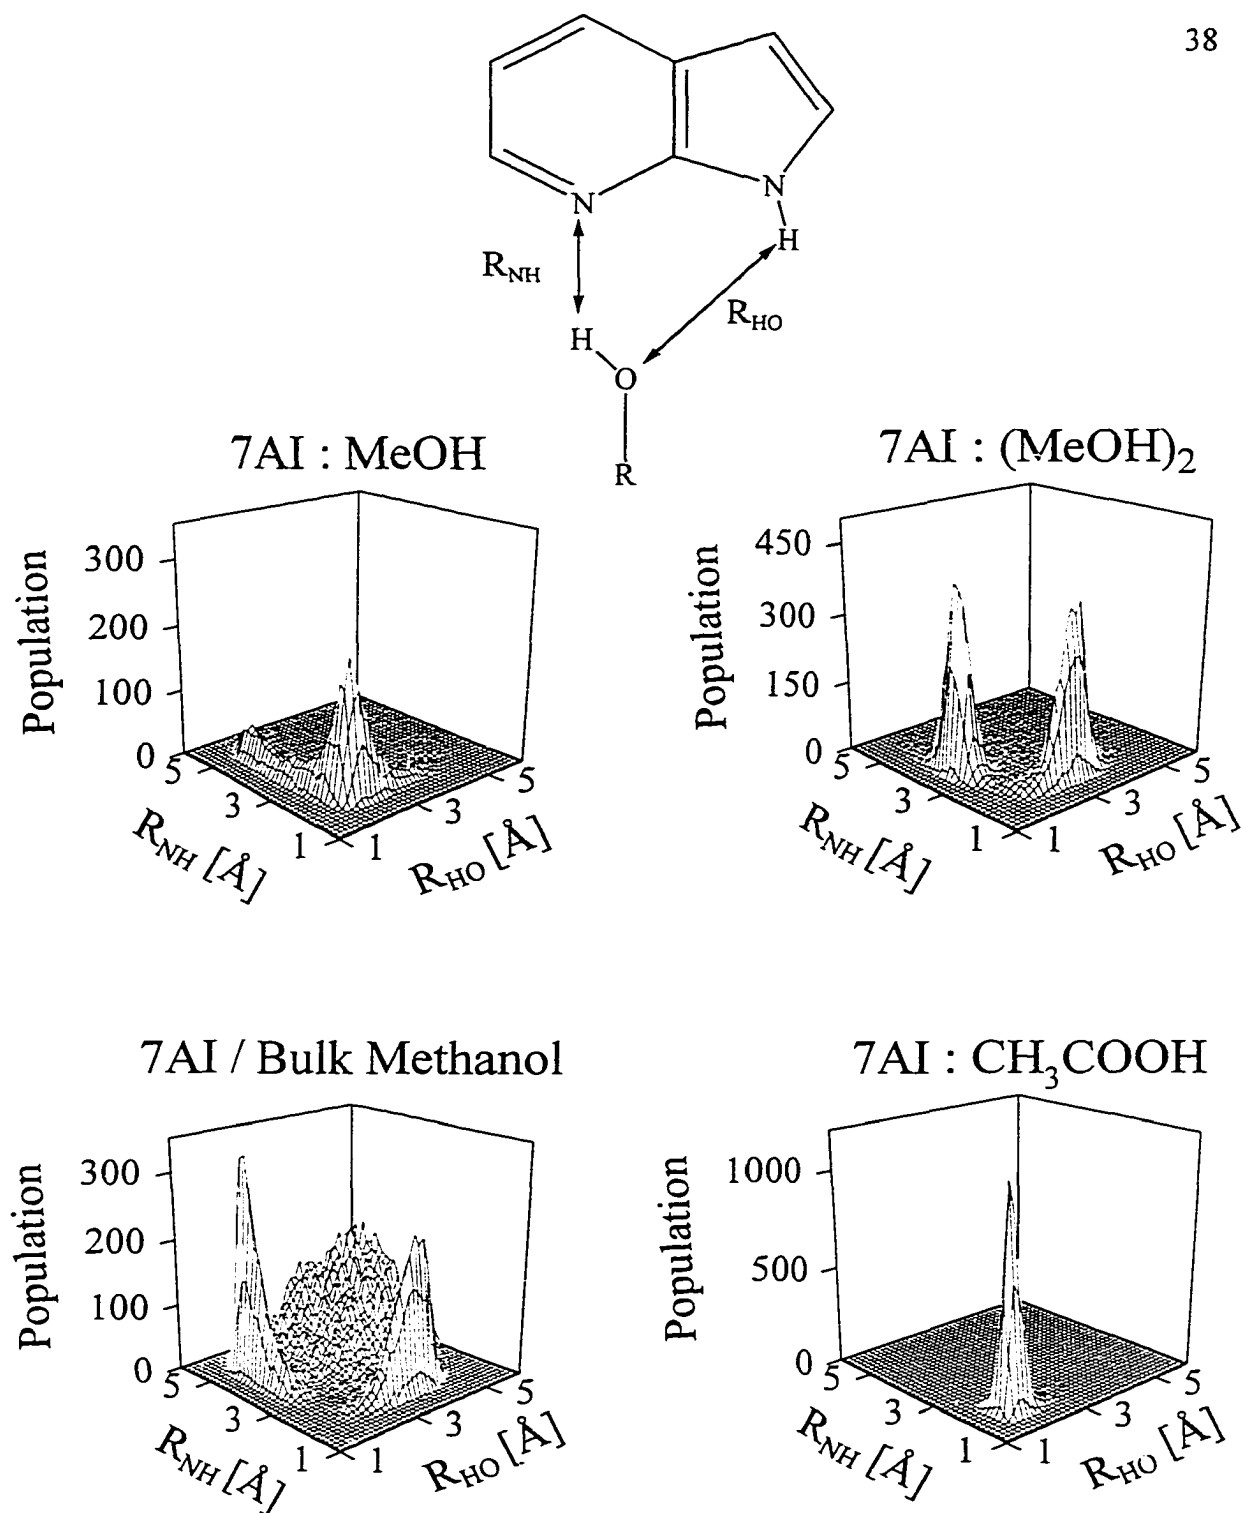 38
N
N
H
R_NH
R_HO
H
O
R
7AI : MeOH
Population
300
200
100
0
5
3
1
R_NH [Å]
1
3
5
R_HO [Å]
7AI : (MeOH)₂
Population
450
300
150
0
5
3
1
R_NH [Å]
1
3
5
R_HO [Å]
7AI / Bulk Methanol
Population
300
200
100
0
5
3
1
R_NH [Å]
1
3
5
R_HO [Å]
7AI : CH₃COOH
Population
1000
500
0
5
3
1
R_NH [Å]
1
3
5
R_HO [Å]